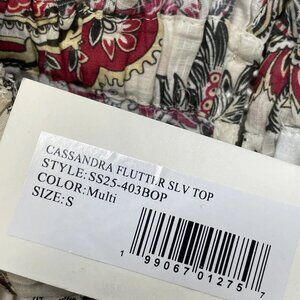 CASSANDRA FLUTTER SLV TOP
STYLE: SS25-403BOP
COLOR: Multi
SIZE: S
1 99067 01275 7